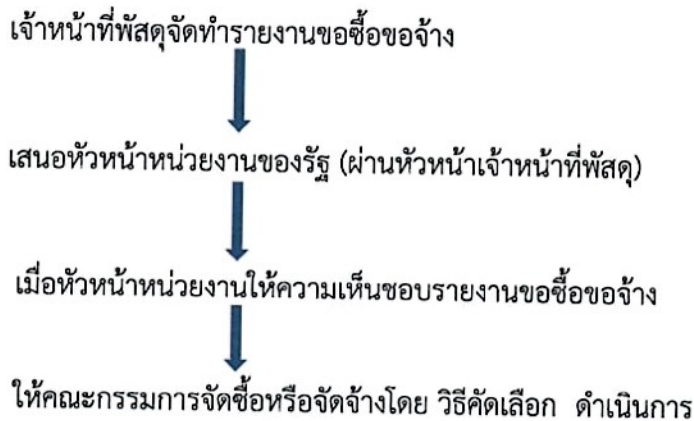 เจ้าหน้าที่พัสดุจัดทำรายงานขอซื้อขอจ้าง
เสนอหัวหน้าหน่วยงานของรัฐ (ผ่านหัวหน้าเจ้าหน้าที่พัสดุ)
เมื่อหัวหน้าหน่วยงานให้ความเห็นชอบรายงานขอซื้อขอจ้าง
ให้คณะกรรมการจัดซื้อหรือจัดจ้างโดย วิธีคัดเลือก ดำเนินการ